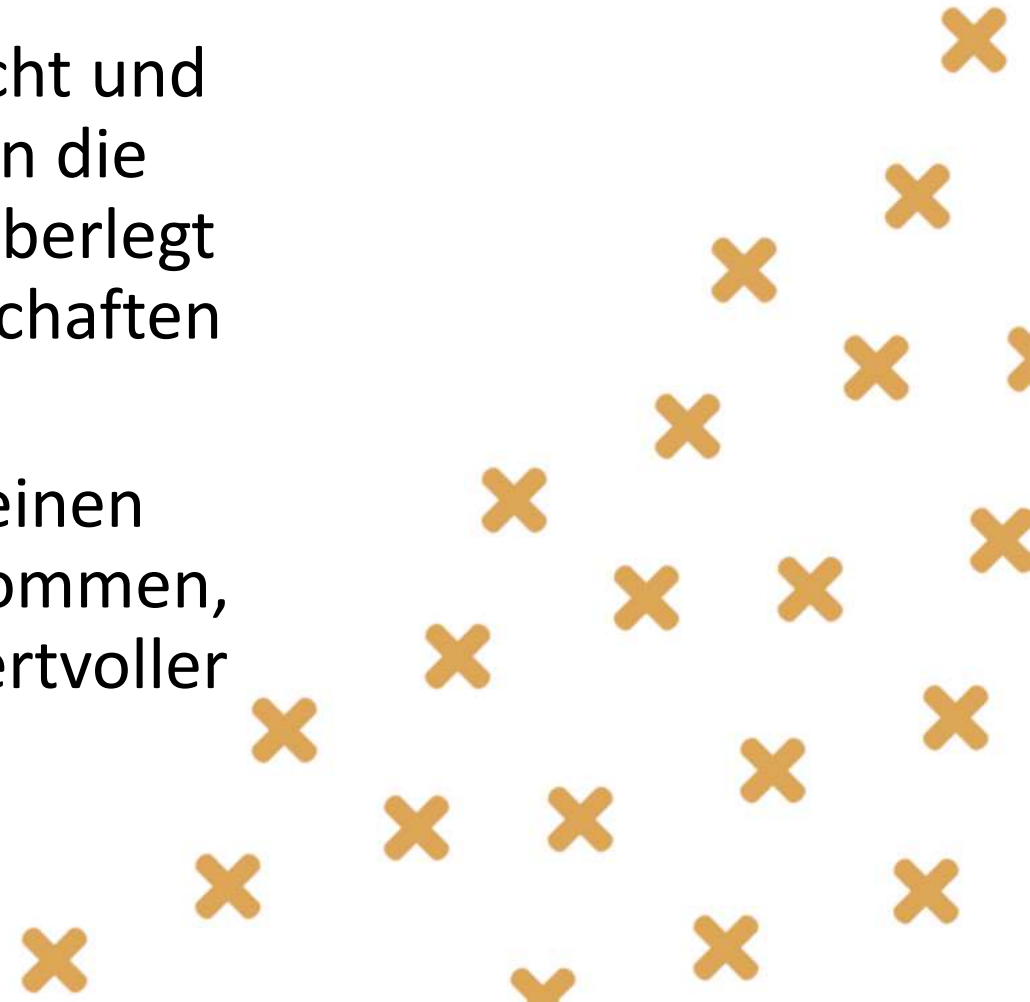 cht und
n die
berlegt
chaften
einen
ommen,
ertvoller